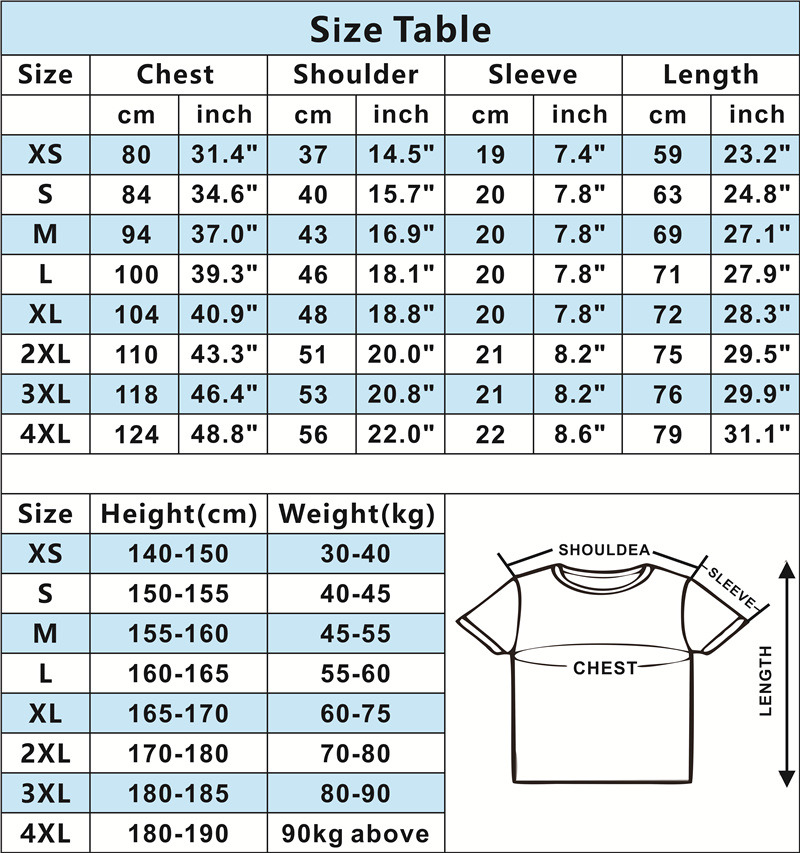 Size Table
Size Chest Shoulder Sleeve Length
cm inch cm inch cm inch cm inch
XS 80 31.4" 37 14.5" 19 7.4" 59 23.2"
S 84 34.6" 40 15.7" 20 7.8" 63 24.8"
M 94 37.0" 43 16.9" 20 7.8" 69 27.1"
L 100 39.3" 46 18.1" 20 7.8" 71 27.9"
XL 104 40.9" 48 18.8" 20 7.8" 72 28.3"
2XL 110 43.3" 51 20.0" 21 8.2" 75 29.5"
3XL 118 46.4" 53 20.8" 21 8.2" 76 29.9"
4XL 124 48.8" 56 22.0" 22 8.6" 79 31.1"
Size Height(cm) Weight(kg)
XS 140-150 30-40
S 150-155 40-45
M 155-160 45-55
L 160-165 55-60
XL 165-170 60-75
2XL 170-180 70-80
3XL 180-185 80-90
4XL 180-190 90kg above
SHOULDEA
SLEEVE
CHEST
LENGTH